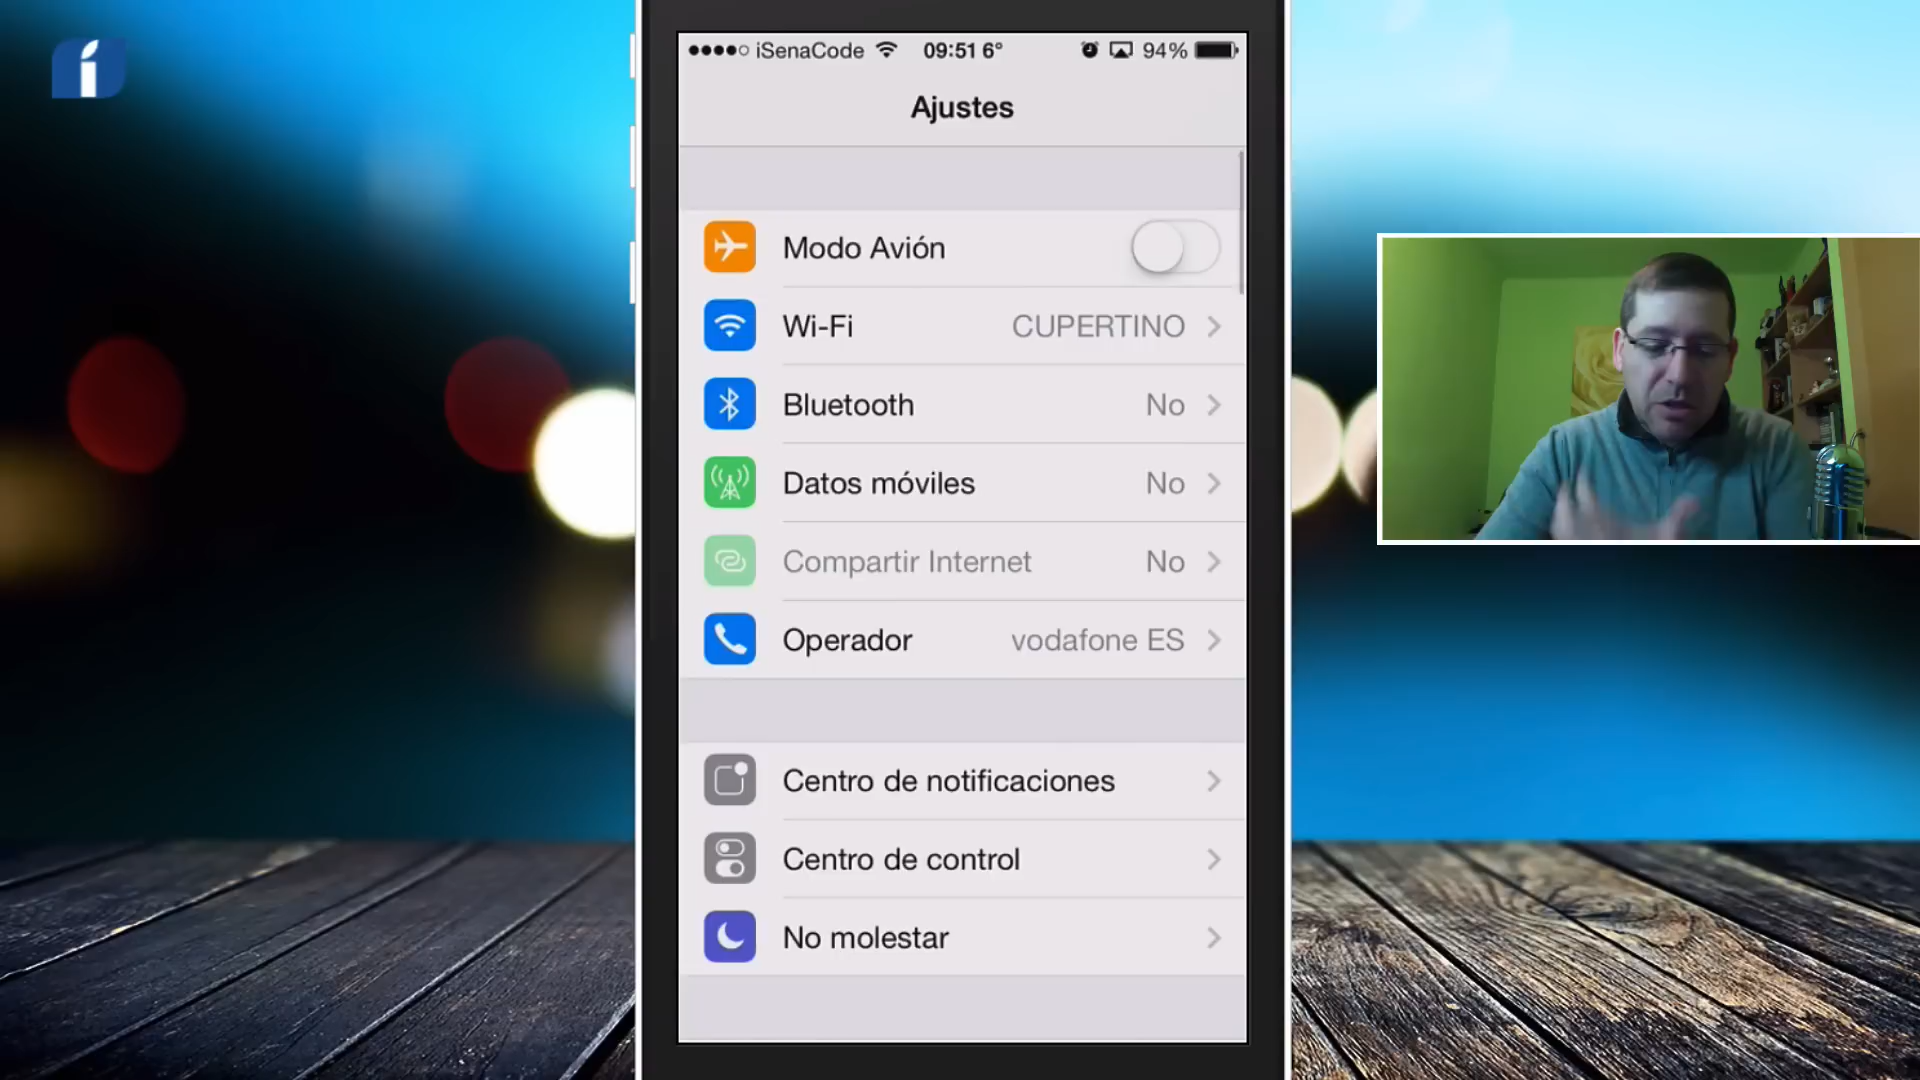 iSenaCode 09:51 6° 94%
Ajustes
Modo Avión
Wi-Fi CUPERTINO
Bluetooth No
Datos móviles No
Compartir Internet No
Operador vodafone ES
Centro de notificaciones
Centro de control
No molestar
i